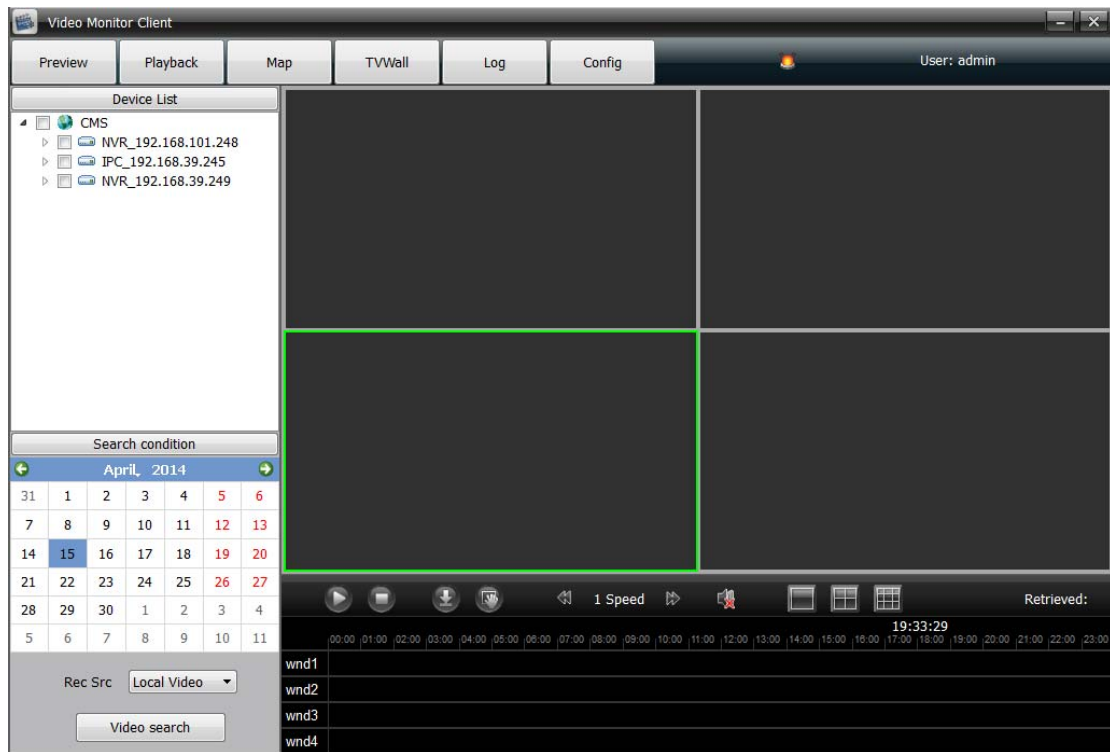 Video Monitor Client
Preview Playback Map TVWall Log Config User: admin
Device List
CMS
NVR_192.168.101.248
IPC_192.168.39.245
NVR_192.168.39.249
Search condition
April, 2014
31 1 2 3 4 5 6
7 8 9 10 11 12 13
14 15 16 17 18 19 20
21 22 23 24 25 26 27
28 29 30 1 2 3 4
5 6 7 8 9 10 11
Rec Src Local Video
Video search
1 Speed Retrieved:
19:33:29
00:00 01:00 02:00 03:00 04:00 05:00 06:00 07:00 08:00 09:00 10:00 11:00 12:00 13:00 14:00 15:00 16:00 17:00 18:00 19:00 20:00 21:00 22:00 23:00
wnd1
wnd2
wnd3
wnd4